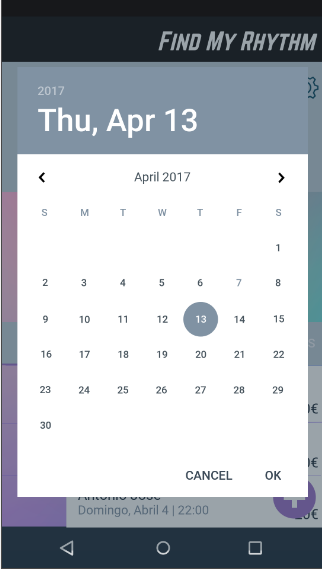 FIND MY RHYTHM
2017
Thu, Apr 13
April 2017
S M T W T F S
1
2 3 4 5 6 7 8
9 10 11 12 13 14 15
16 17 18 19 20 21 22
23 24 25 26 27 28 29
30
CANCEL OK
Antonio José
Domingo, Abril 4 | 22:00